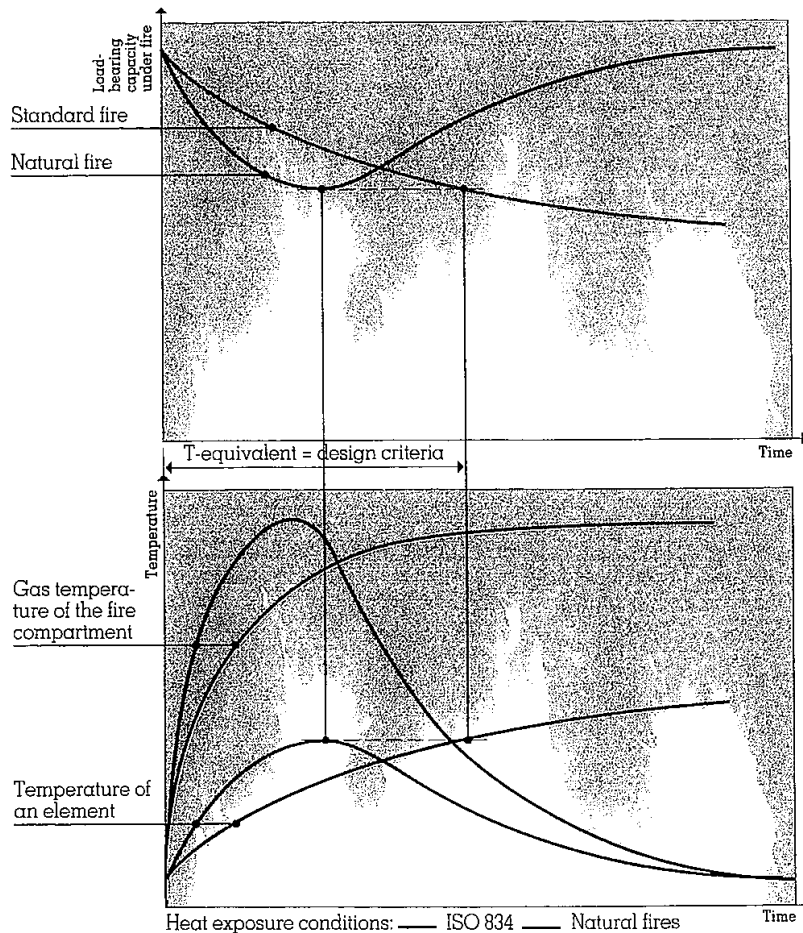 Load-
bearing
capacity
under fire
Standard fire
Natural fire
T-equivalent = design criteria
Time
Temperature
Gas tempera-
ture of the fire
compartment
Temperature of
an element
Time
Heat exposure conditions: ISO 834 Natural fires